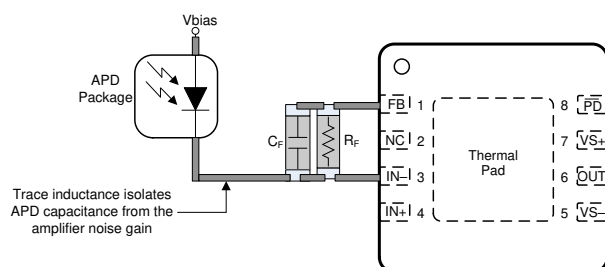 Vbias
APD
Package
CF
RF
FB 1
NC 2
IN– 3
IN+ 4
Thermal
Pad
8 PD
7 VS+
6 OUT
5 VS–
Trace inductance isolates
APD capacitance from the
amplifier noise gain